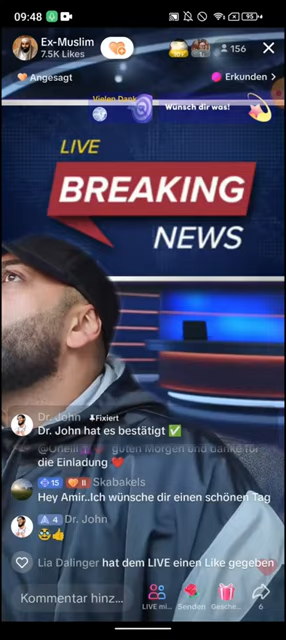 09:48
95
Ex-Muslim
7.5K Likes
156
Angesagt
Erkunden
Vielen Dank
Wünsch dir was!
LIVE
BREAKING
NEWS
Dr. John Fixiert
Dr. John hat es bestätigt ✅
guten Morgen und danke für
die Einladung ❤️
15 II Skabakels
Hey Amir..Ich wünsche dir einen schönen Tag
4 Dr. John
Lia Dalinger hat dem LIVE einen Like gegeben
Kommentar hinz...
LIVE mi...
Senden
Gesche...
6